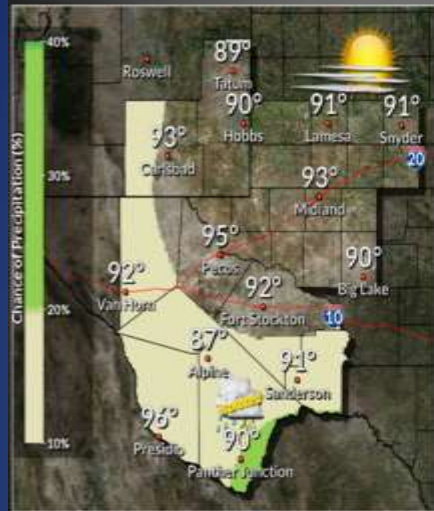 40%
89°
Roswell
Tatum
90°
91°
91°
Hobbs
Lamesa
Snyder
93°
Carlsbad
20
30%
93°
Midland
95°
Pecos
90°
Big Lake
92°
Van Horn
92°
Fort Stockton
10
20%
Chance of Precipitation (%)
87°
Alpine
91°
Sanderson
96°
Presidio
90°
Panther Junction
10%